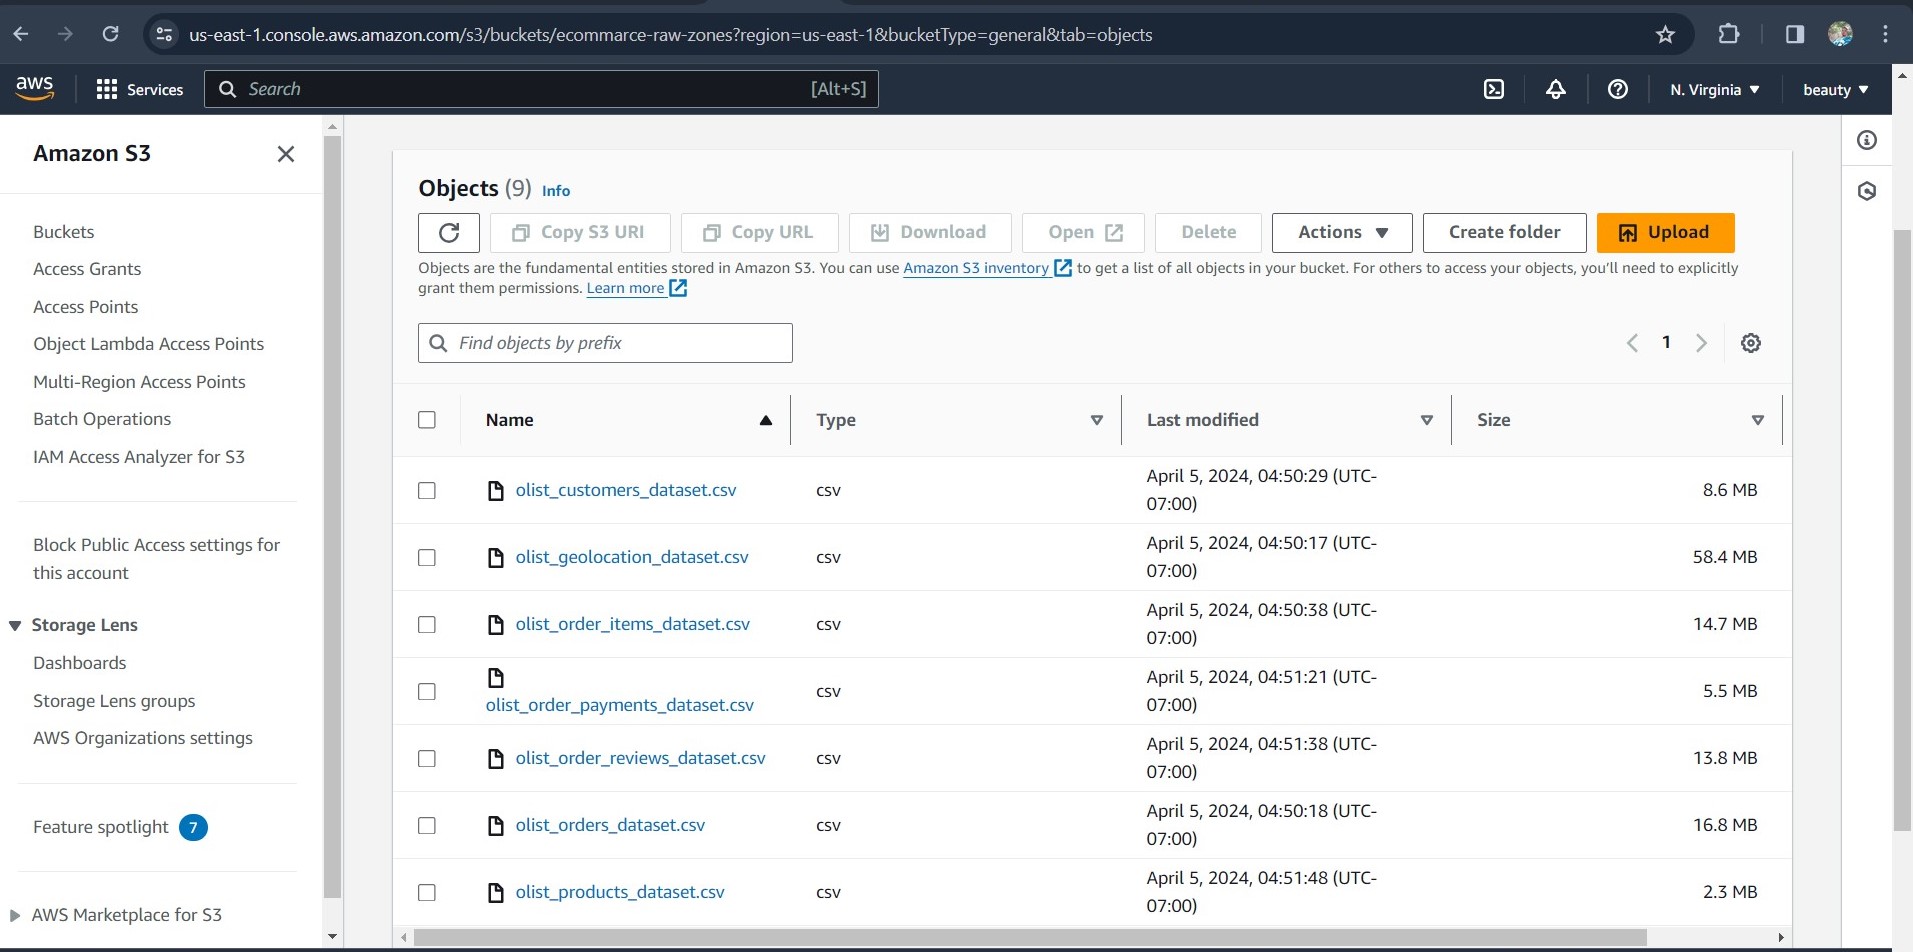 us-east-1.console.aws.amazon.com/s3/buckets/ecommarce-raw-zones?region=us-east-1&bucketType=general&tab=objects
aws
Services
Search
[Alt+S]
N. Virginia
beauty
Amazon S3
Buckets
Access Grants
Access Points
Object Lambda Access Points
Multi-Region Access Points
Batch Operations
IAM Access Analyzer for S3
Block Public Access settings for
this account
Storage Lens
Dashboards
Storage Lens groups
AWS Organizations settings
Feature spotlight 7
AWS Marketplace for S3
Objects (9) Info
Copy S3 URI
Copy URL
Download
Open
Delete
Actions
Create folder
Upload
Objects are the fundamental entities stored in Amazon S3. You can use Amazon S3 inventory to get a list of all objects in your bucket. For others to access your objects, you'll need to explicitly
grant them permissions. Learn more
Find objects by prefix
1
Name Type Last modified Size
olist_customers_dataset.csv csv April 5, 2024, 04:50:29 (UTC-
07:00)
8.6 MB
olist_geolocation_dataset.csv csv April 5, 2024, 04:50:17 (UTC-
07:00)
58.4 MB
olist_order_items_dataset.csv csv April 5, 2024, 04:50:38 (UTC-
07:00)
14.7 MB
olist_order_payments_dataset.csv csv April 5, 2024, 04:51:21 (UTC-
07:00)
5.5 MB
olist_order_reviews_dataset.csv csv April 5, 2024, 04:51:38 (UTC-
07:00)
13.8 MB
olist_orders_dataset.csv csv April 5, 2024, 04:50:18 (UTC-
07:00)
16.8 MB
olist_products_dataset.csv csv April 5, 2024, 04:51:48 (UTC-
07:00)
2.3 MB